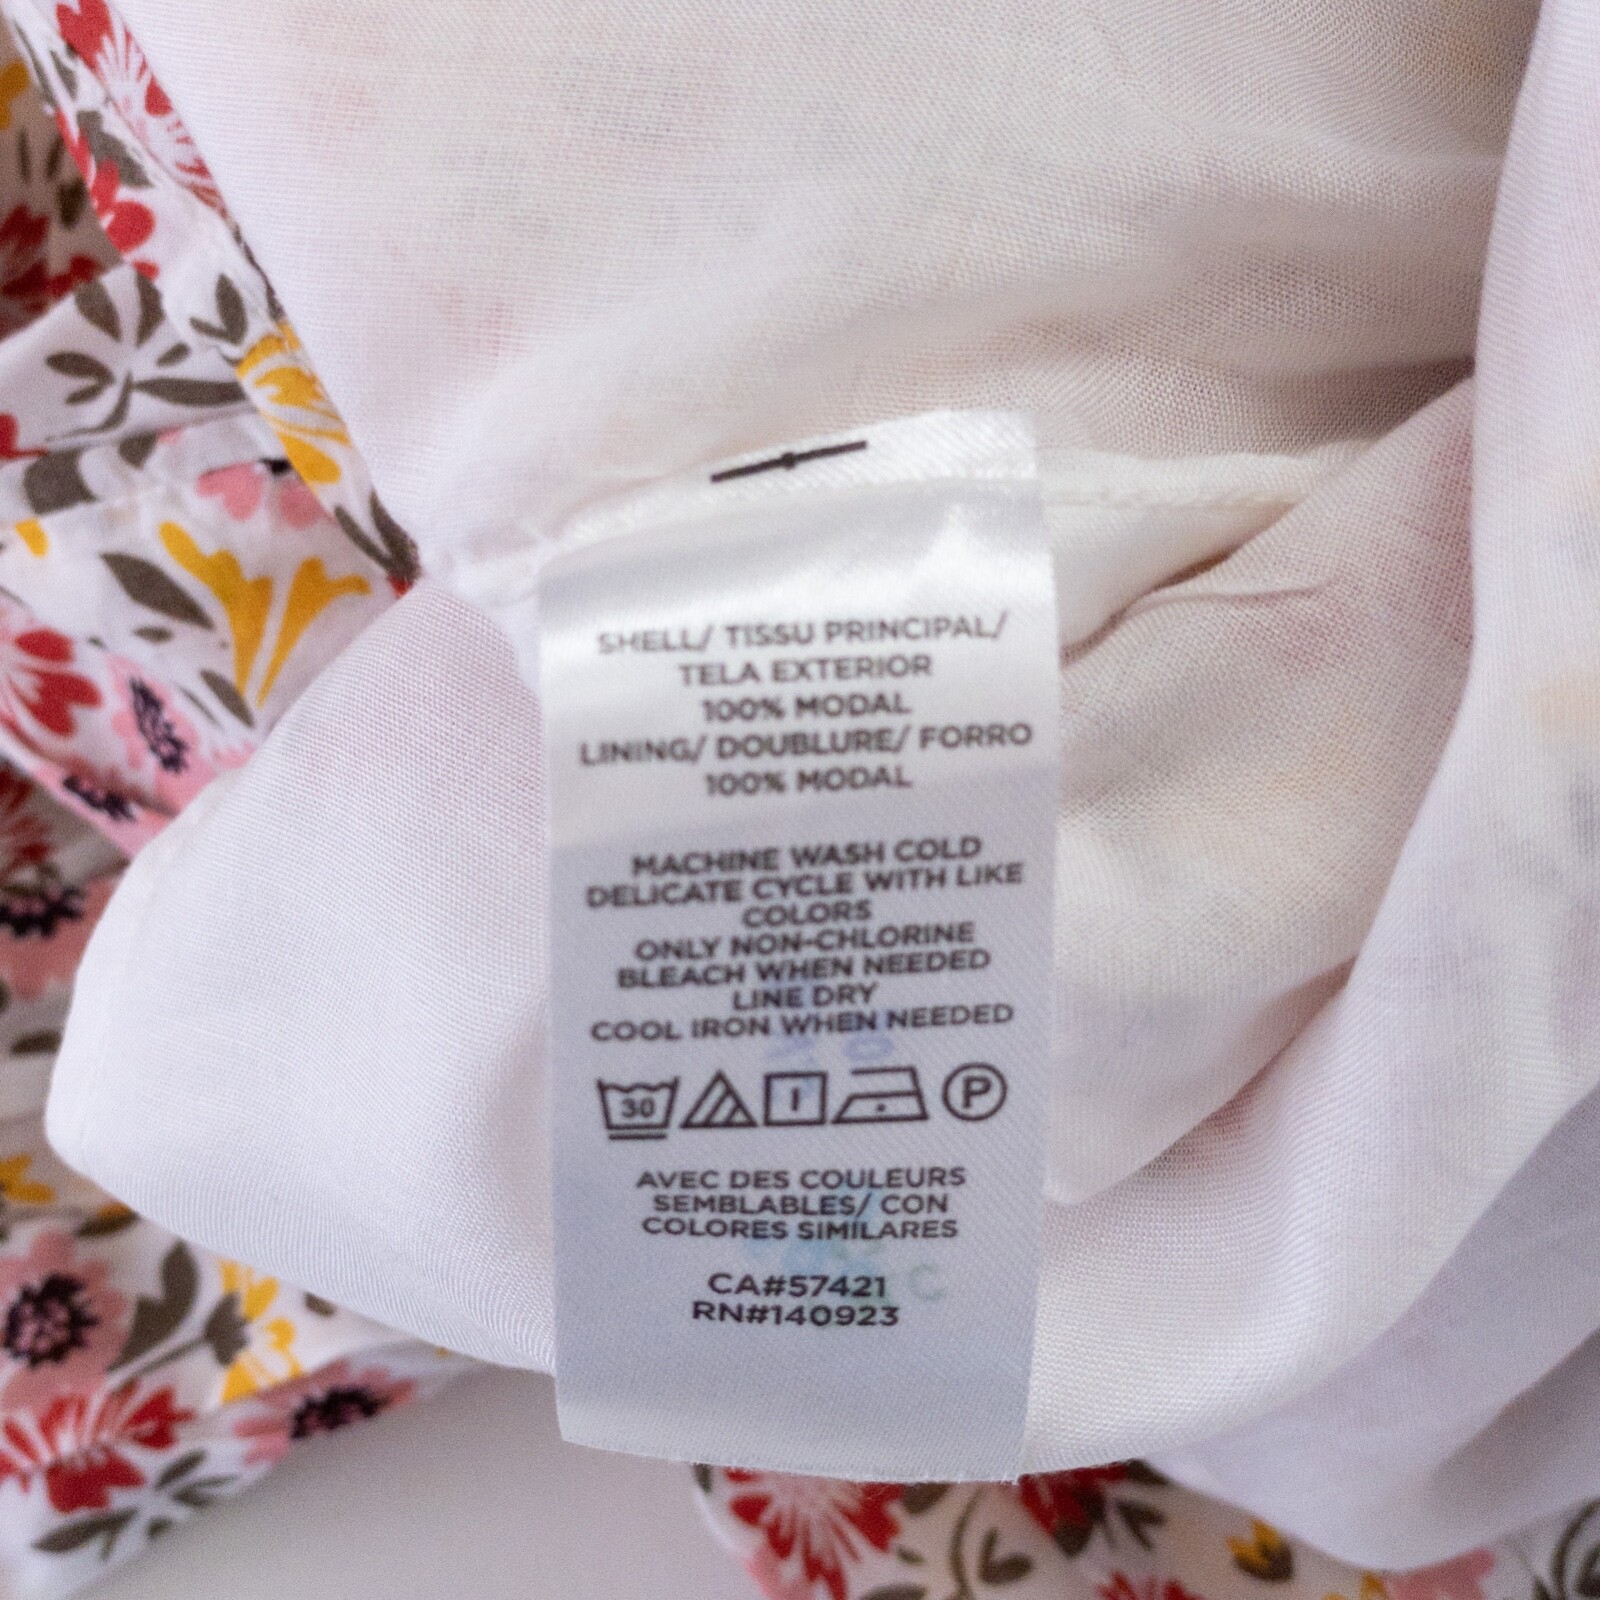 SHELL/ TISSU PRINCIPAL/
TELA EXTERIOR
100% MODAL
LINING/ DOUBLURE/ FORRO
100% MODAL
MACHINE WASH COLD
DELICATE CYCLE WITH LIKE
COLORS
ONLY NON-CHLORINE
BLEACH WHEN NEEDED
LINE DRY
COOL IRON WHEN NEEDED
30 P
AVEC DES COULEURS
SEMBLABLES/ CON
COLORES SIMILARES
CA#57421
RN#140923